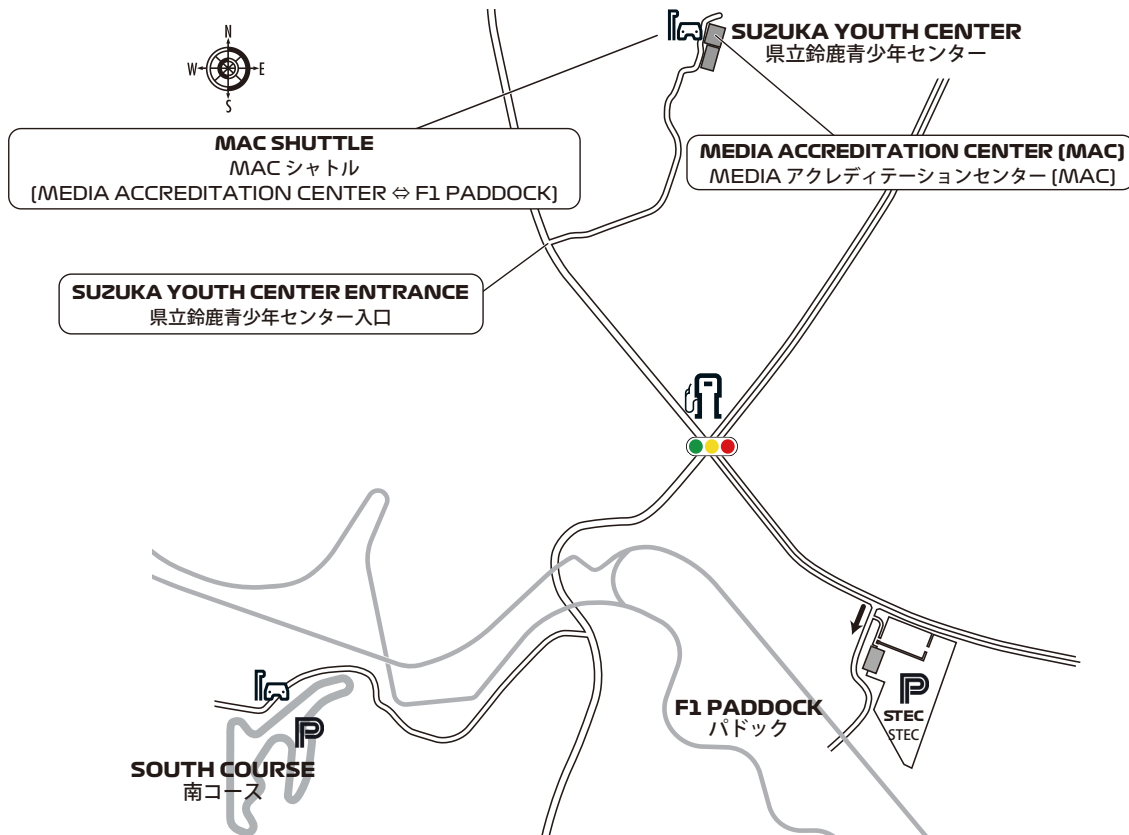 N
W
E
S
SUZUKA YOUTH CENTER
県立鈴鹿青少年センター
MAC SHUTTLE
MAC シャトル
(MEDIA ACCREDITATION CENTER ⇔ F1 PADDOCK)
MEDIA ACCREDITATION CENTER (MAC)
MEDIA アクレディテーションセンター (MAC)
SUZUKA YOUTH CENTER ENTRANCE
県立鈴鹿青少年センター入口
F1 PADDOCK
パドック
P
STEC
STEC
P
SOUTH COURSE
南コース